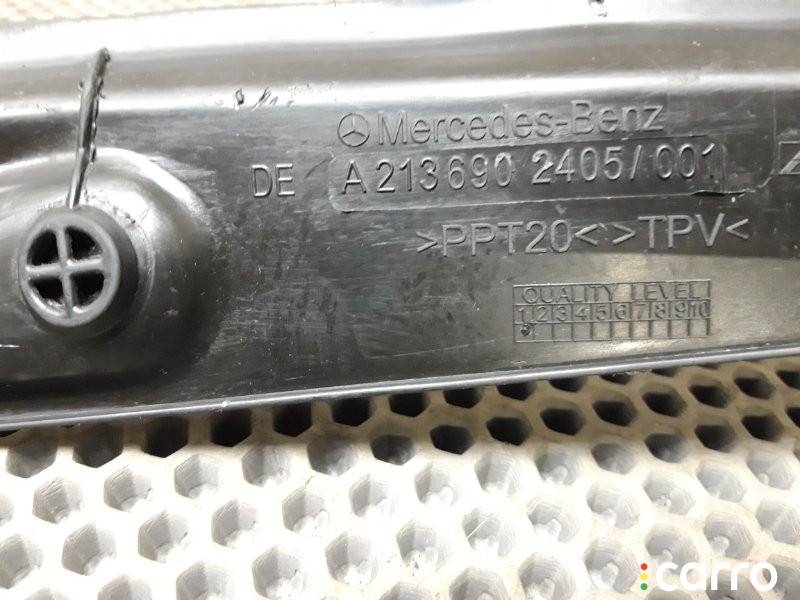 Mercedes-Benz
DE A 213 690 2405/001
>PPT20< >TPV<
QUALITY LEVEL
1 2 3 4 5 6 7 8 9 10
carro